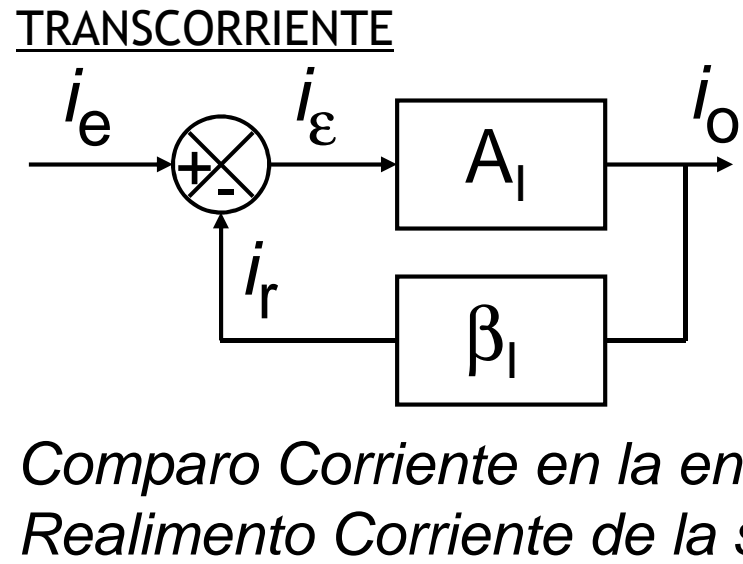 TRANSCORRIENTE
ie iε io
+ AI
-
ir
βI
Comparo Corriente en la en
Realimento Corriente de la s